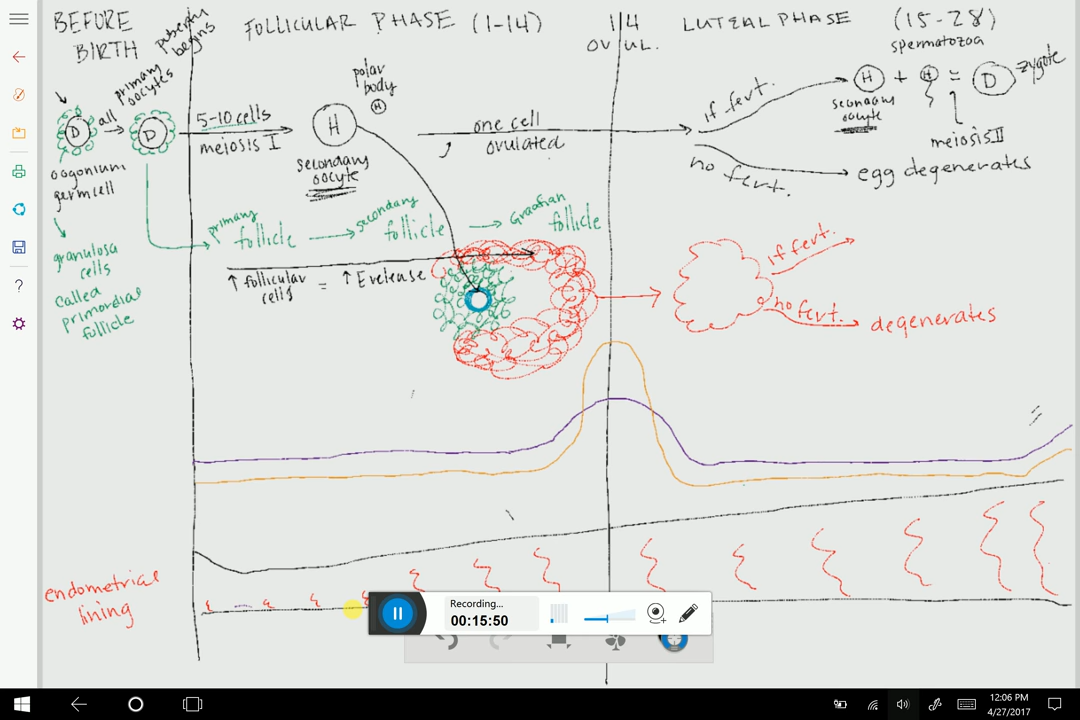 BEFORE
BIRTH
puberty
begins
FOLLICULAR PHASE (1-14)
14
OVUL.
LUTEAL PHASE (15-28)
spermatozoa
primary
oocytes
all
D
D
oogonium
germ cell
granulosa
cells
called
primordial
follicle
5-10 cells
meiosis I
H
secondary
oocyte
polar
body
H
one cell
ovulated
if fert.
no fert.
H + H = D
zygote
secondary
oocyte
meiosis II
egg degenerates
primary
follicle
secondary
follicle
Graafian
follicle
↑ follicular
cells
= ↑ E release
if fert.
no fert.
degenerates
endometrial
lining
Recording...
00:15:50
12:06 PM
4/27/2017